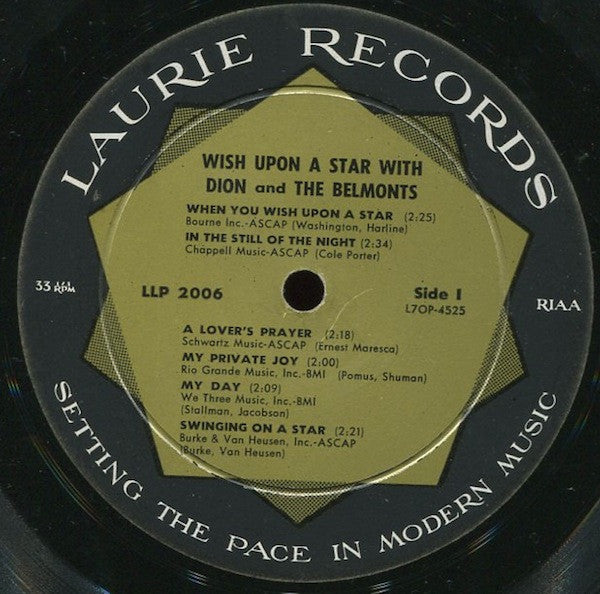 LAURIE RECORDS
WISH UPON A STAR WITH
DION and THE BELMONTS
WHEN YOU WISH UPON A STAR (2:25)
Bourne Inc.-ASCAP (Washington, Harline)
IN THE STILL OF THE NIGHT (2:34)
Chappell Music-ASCAP (Cole Porter)
33 1/3 RPM
LLP 2006
Side 1
L7OP-4525
RIAA
A LOVER'S PRAYER (2:18)
Schwartz Music-ASCAP (Ernest Maresca)
MY PRIVATE JOY (2:00)
Rio Grande Music, Inc.-BMI (Pomus, Shuman)
MY DAY (2:09)
We Three Music, Inc.-BMI
(Stallman, Jacobson)
SWINGING ON A STAR (2:21)
Burke & Van Heusen, Inc.-ASCAP
(Burke, Van Heusen)
SETTING THE PACE IN MODERN MUSIC